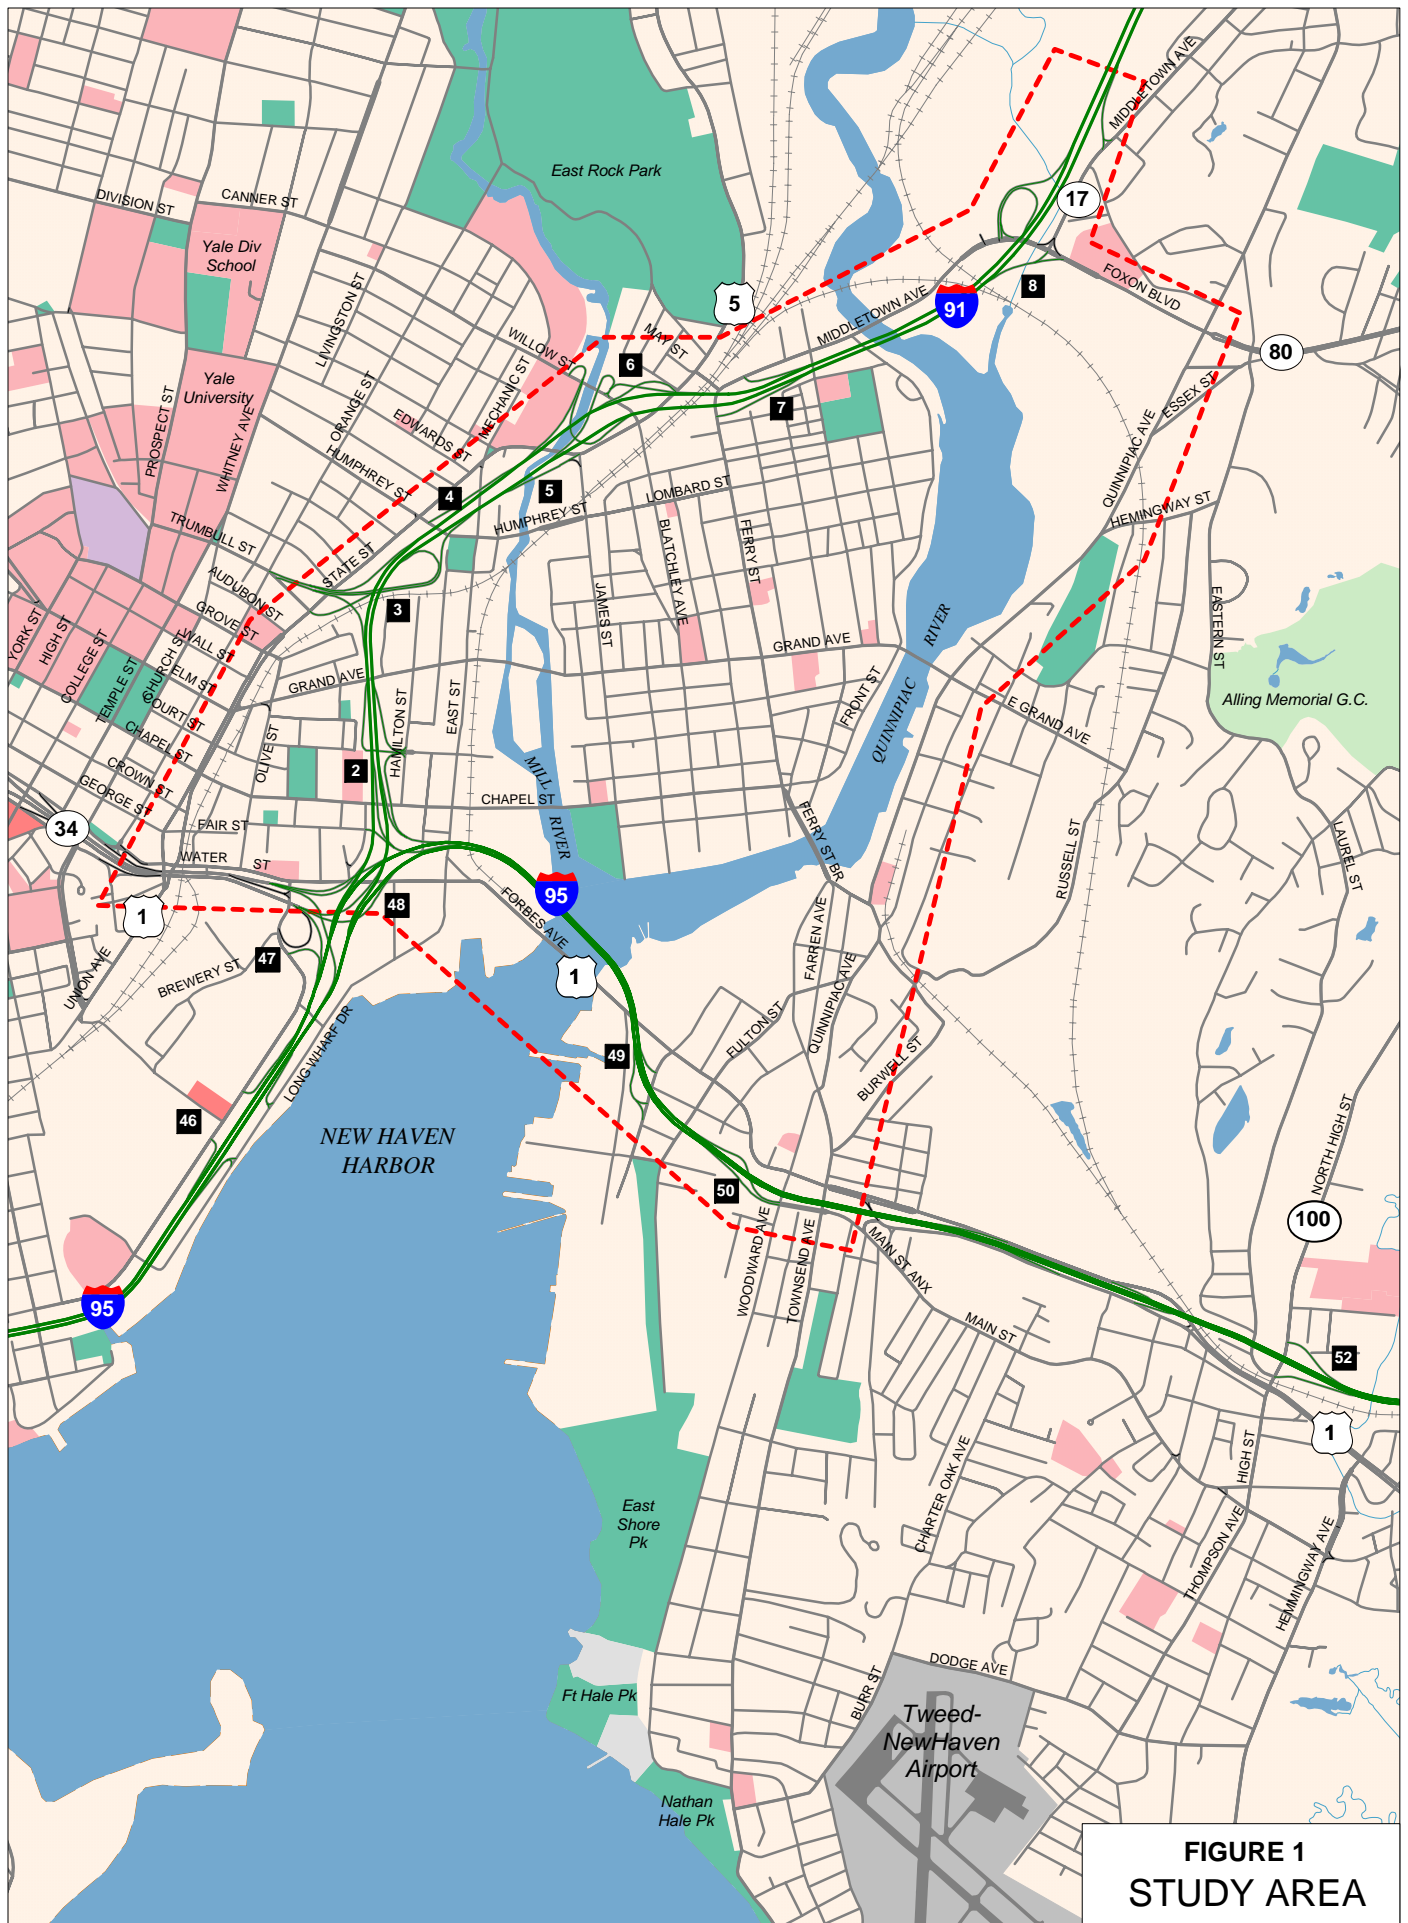 MIDDLETOWN AVE
East Rock Park
DIVISION ST
CANNER ST
17
Yale Div
School
8
FOXON BLVD
5
91
LIVINGSTON ST
WILLOW ST
MAY ST
MIDDLETOWN AVE
80
6
Yale
University
PROSPECT ST
WHITNEY AVE
ORANGE ST
MECHANIC ST
7
ESSEX ST
EDWARDS ST
HUMPHREY ST
QUINNIPIAC AVE
4
5
LOMBARD ST
HUMPHREY ST
HEMINGWAY ST
TRUMBULL ST
BLATCHLEY AVE
FERRY ST
STATE ST
AUDUBON ST
3
JAMES ST
EASTERN ST
GROVE ST
YORK ST
HIGH ST
COLLEGE ST
TEMPLE ST
CHURCH ST
WALL ST
ELM ST
COURT ST
CHAPEL ST
GRAND AVE
GRAND AVE
RIVER
QUINNIPIAC
FRONT ST
E GRAND AVE
Alling Memorial G.C.
HAMILTON ST
EAST ST
OLIVE ST
CROWN ST
GEORGE ST
2
MILL
RIVER
CHAPEL ST
FERRY ST BR
34
FAIR ST
WATER
ST
RUSSELL ST
LAUREL ST
95
48
1
FORBES AVE
1
FARREN AVE
QUINNIPIAC AVE
UNION AVE
BREWERY ST
47
LONG WHARF DR
49
FULTON ST
BURWELL ST
46
NEW HAVEN
HARBOR
NORTH HIGH ST
50
100
WOODWARD AVE
TOWNSEND AVE
MAIN ST ANX
95
MAIN ST
52
1
HIGH ST
CHARTER OAK AVE
East
Shore
Pk
THOMPSON AVE
HEMMINGWAY AVE
DODGE AVE
BURR ST
Ft Hale Pk
Tweed-
NewHaven
Airport
Nathan
Hale Pk
FIGURE 1
STUDY AREA